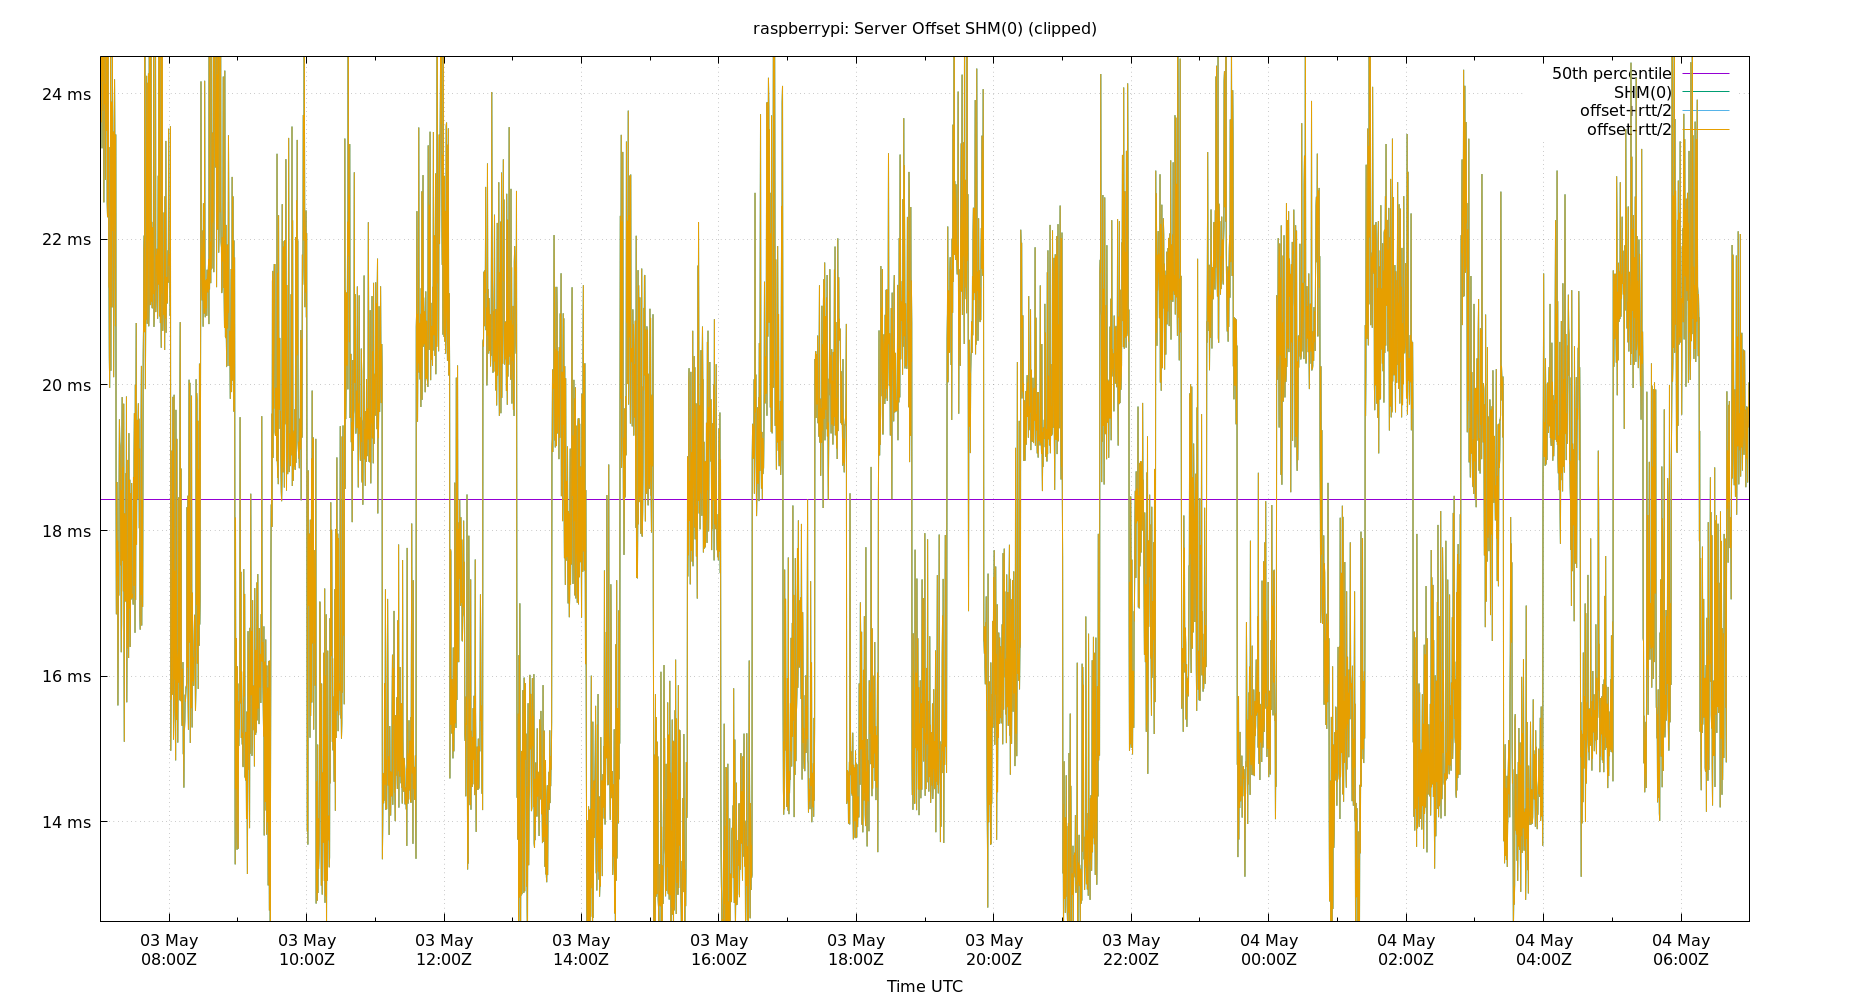 raspberrypi: Server Offset SHM(0) (clipped)
50th percentile
SHM(0)
offset+rtt/2
offset-rtt/2
24 ms
22 ms
20 ms
18 ms
16 ms
14 ms
03 May 03 May 03 May 03 May 03 May 03 May 03 May 03 May 04 May 04 May 04 May 04 May
08:00Z 10:00Z 12:00Z 14:00Z 16:00Z 18:00Z 20:00Z 22:00Z 00:00Z 02:00Z 04:00Z 06:00Z
Time UTC